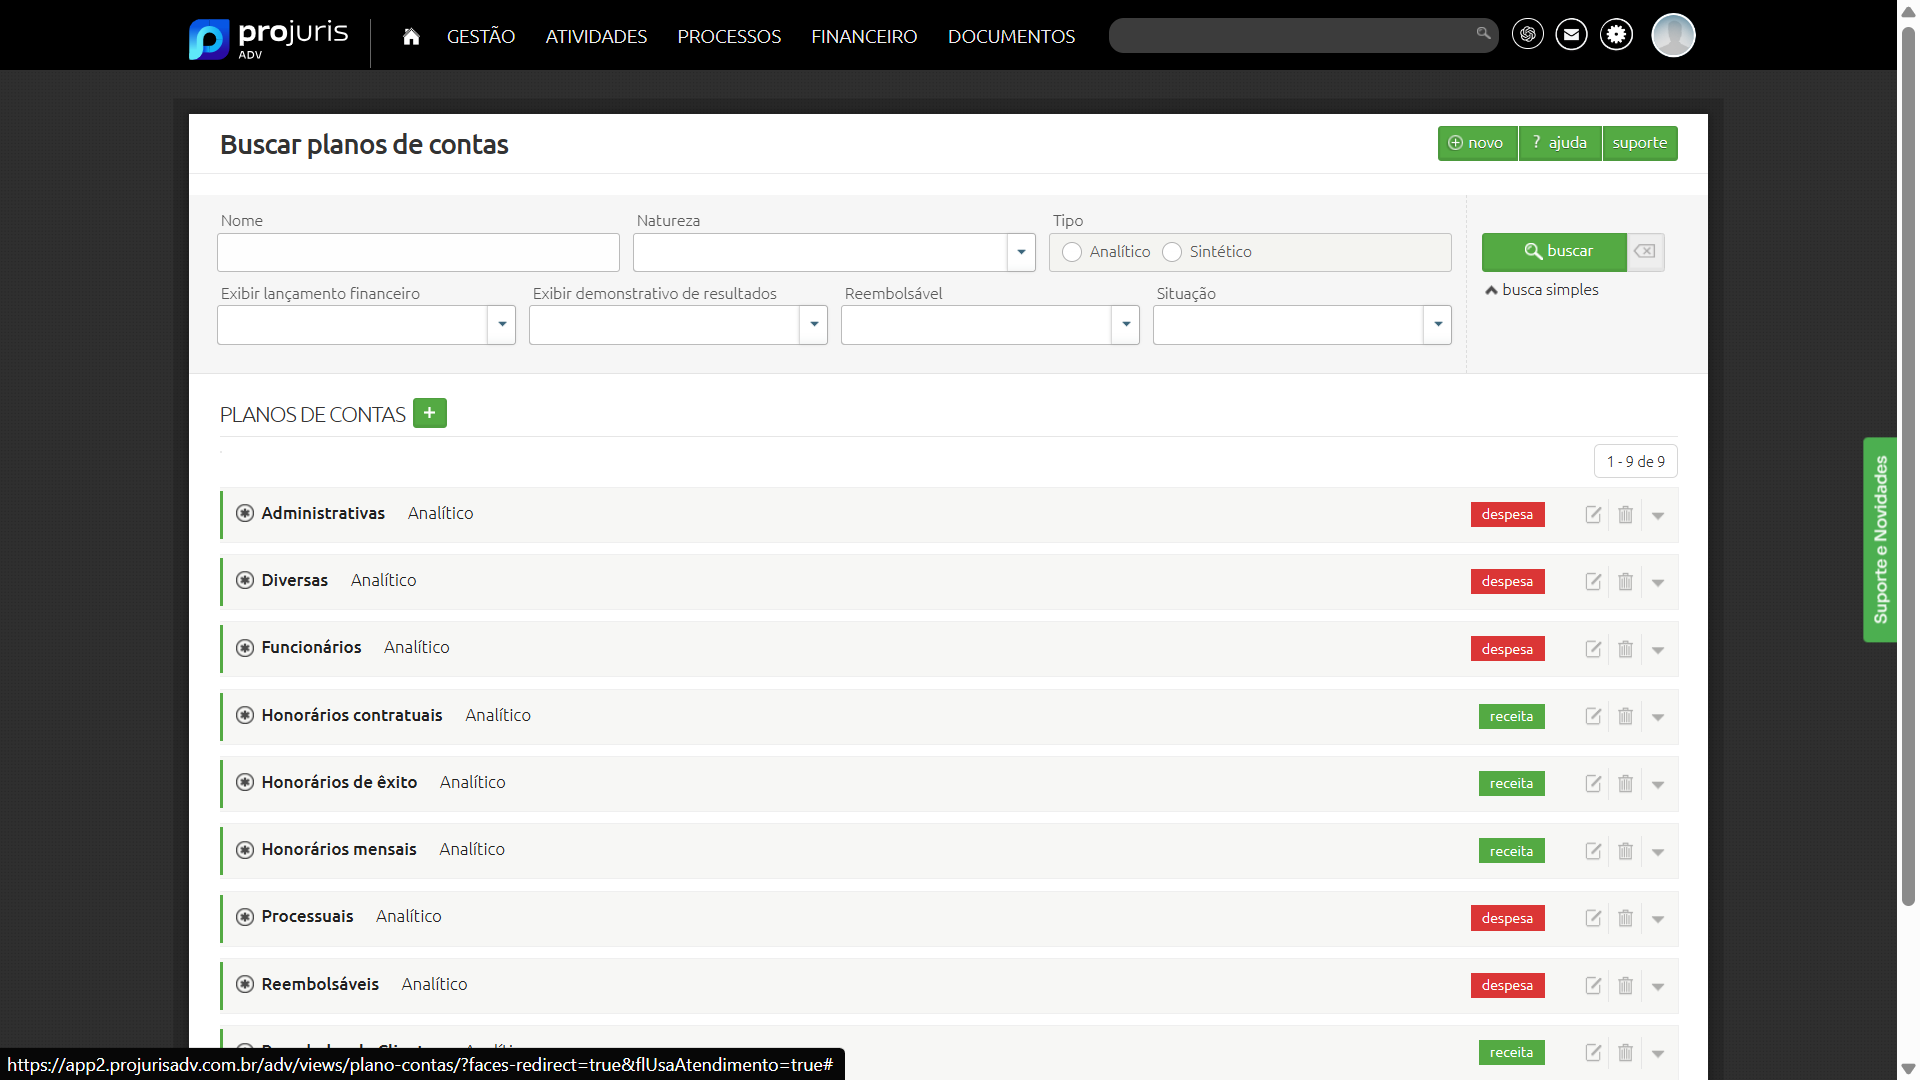 projuris
ADV
GESTÃO ATIVIDADES PROCESSOS FINANCEIRO DOCUMENTOS
Buscar planos de contas
novo ? ajuda suporte
Nome Natureza Tipo
Analítico Sintético
buscar
Exibir lançamento financeiro Exibir demonstrativo de resultados Reembolsável Situação
busca simples
PLANOS DE CONTAS +
1 - 9 de 9
Administrativas Analítico despesa
Diversas Analítico despesa
Funcionários Analítico despesa
Honorários contratuais Analítico receita
Honorários de êxito Analítico receita
Honorários mensais Analítico receita
Processuais Analítico despesa
Reembolsáveis Analítico despesa
receita
Suporte e Novidades
https://app2.projurisadv.com.br/adv/views/plano-contas/?faces-redirect=true&flUsaAtendimento=true#